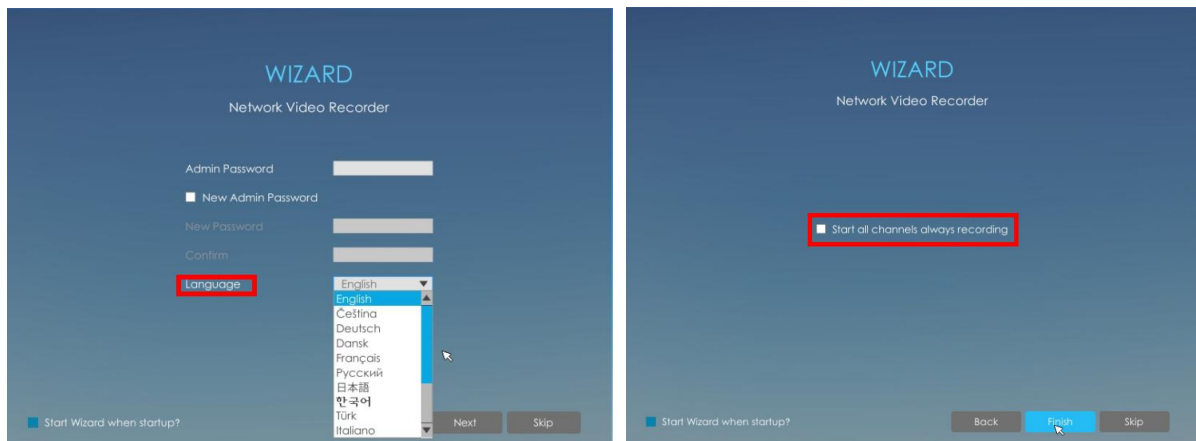 WIZARD
Network Video Recorder
Admin Password
New Admin Password
New Password
Confirm
Language
English
English
Čeština
Deutsch
Dansk
Français
Русский
日本語
한국어
Türk
Italiano
Start Wizard when startup?
Next
Skip
WIZARD
Network Video Recorder
Start all channels always recording
Start Wizard when startup?
Back
Finish
Skip